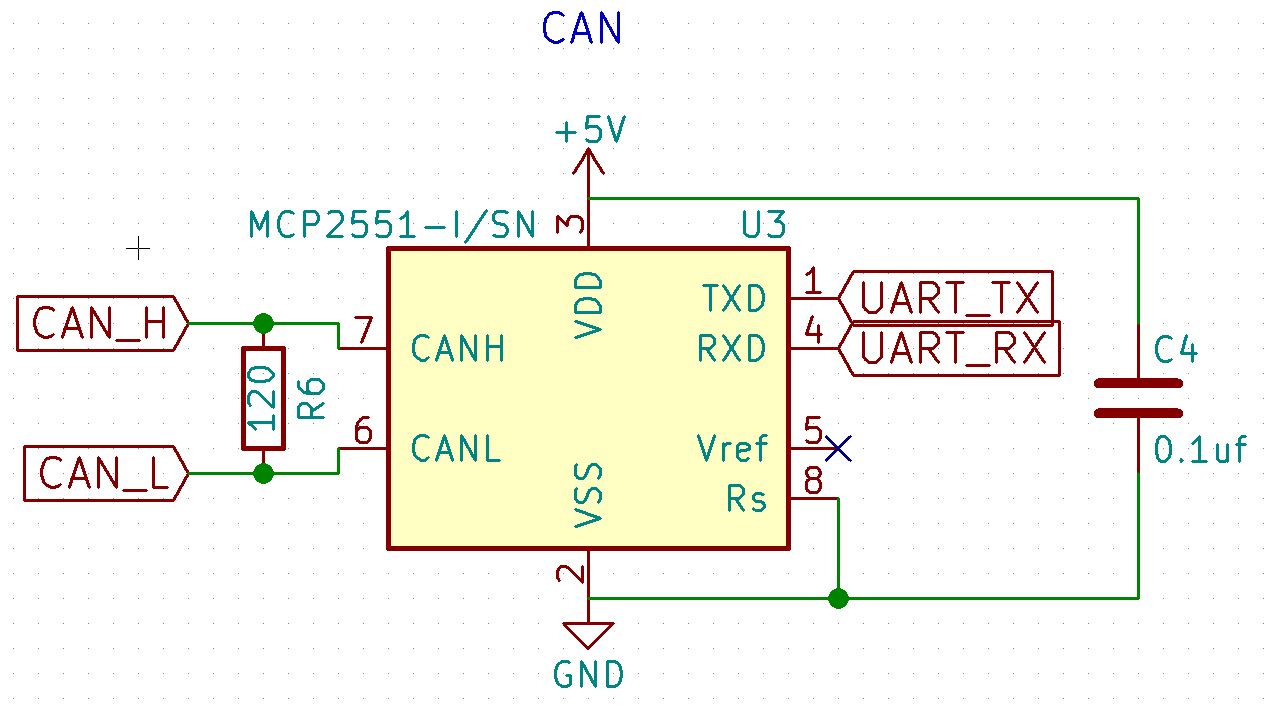 CAN
+5V
MCP2551-I/SN
3
U3
VDD
TXD
1
UART_TX
CAN_H
7
CANH
RXD
4
UART_RX
C4
120
R6
6
CANL
Vref
5
0.1uf
CAN_L
VSS
Rs
8
2
GND